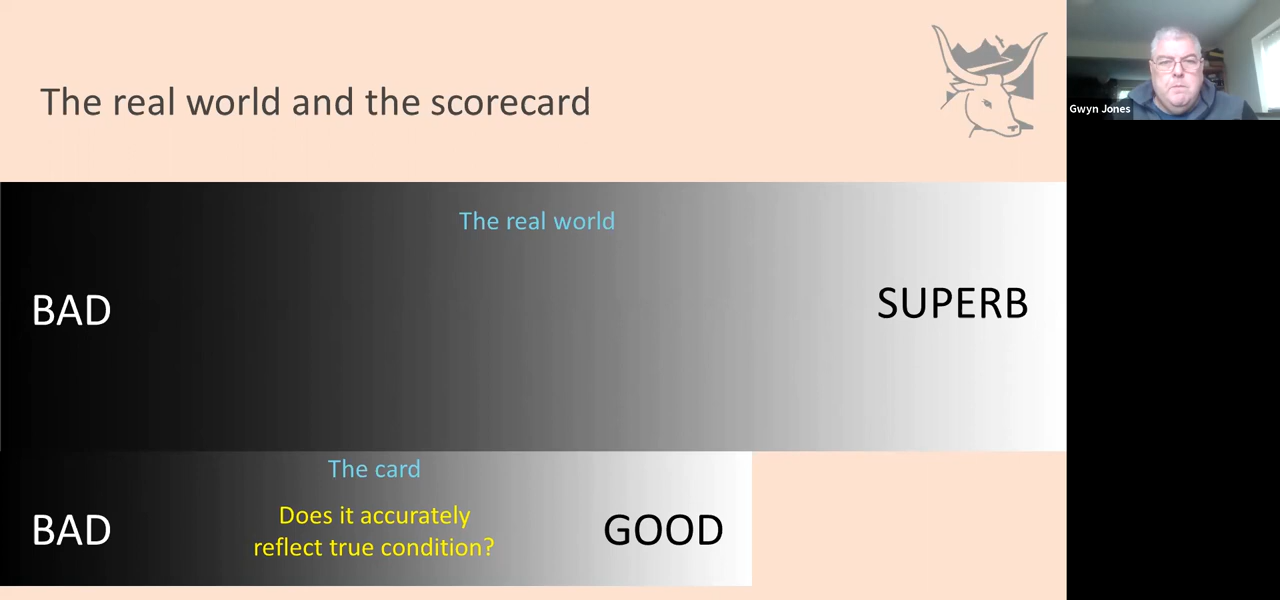 The real world and the scorecard
Gwyn Jones
The real world
BAD
SUPERB
The card
Does it accurately
reflect true condition?
BAD
GOOD